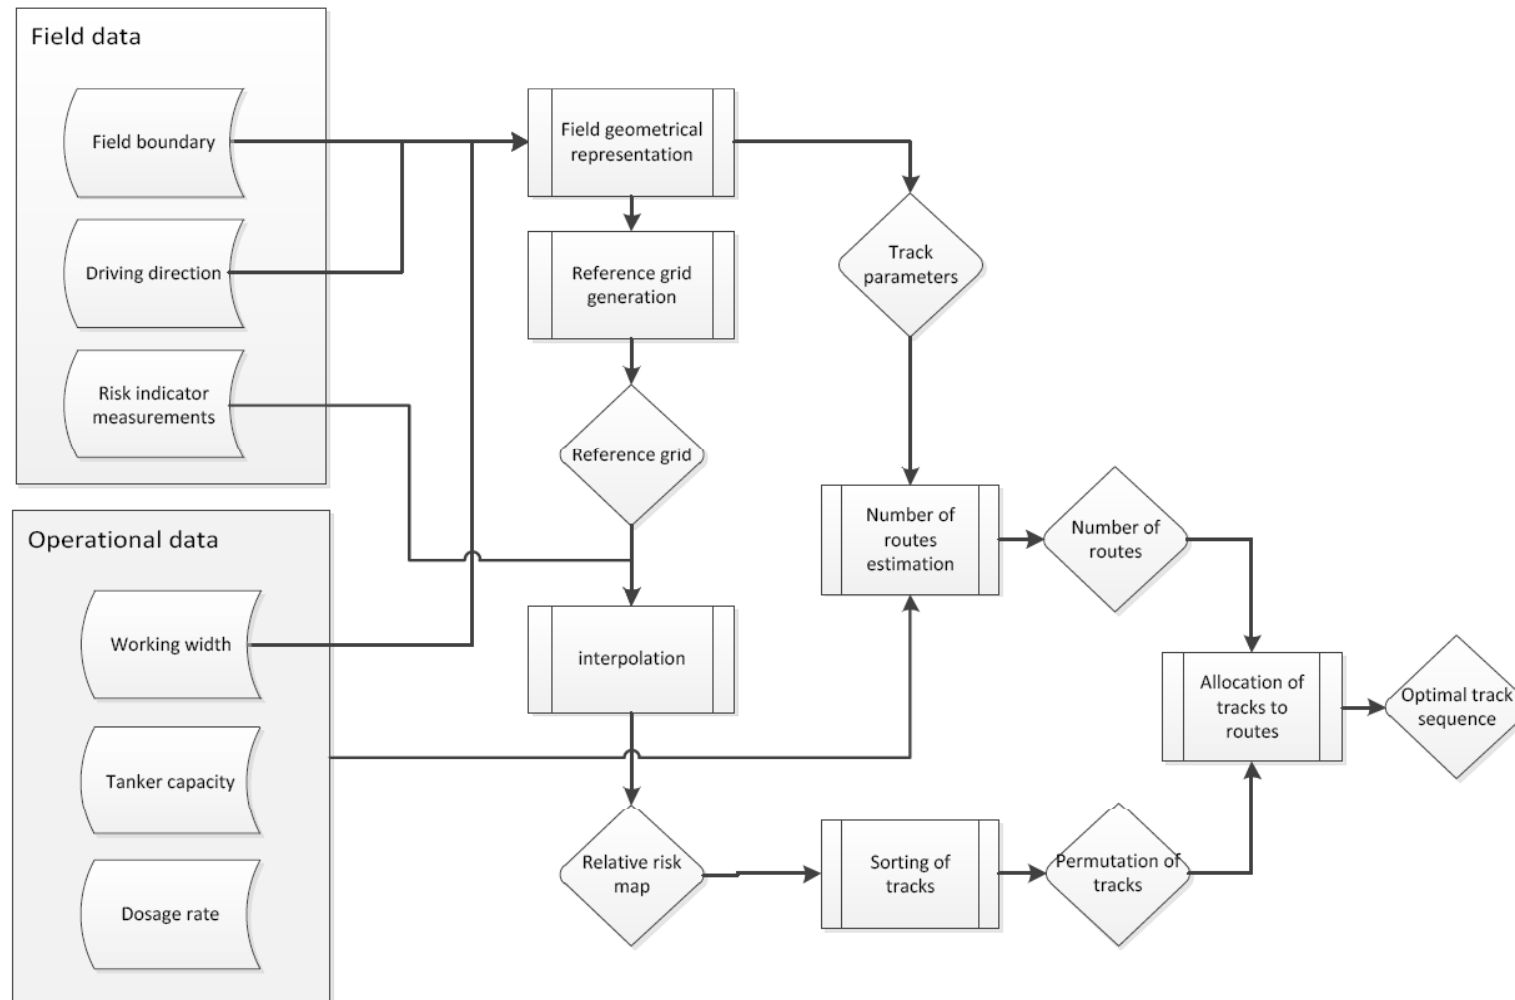 Field data
Field boundary
Driving direction
Risk indicator
measurements
Operational data
Working width
Tanker capacity
Dosage rate
Field geometrical
representation
Reference grid
generation
Reference grid
interpolation
Relative risk
map
Track
parameters
Number of
routes
estimation
Number of
routes
Sorting of
tracks
Permutation of
tracks
Allocation of
tracks to
routes
Optimal track
sequence